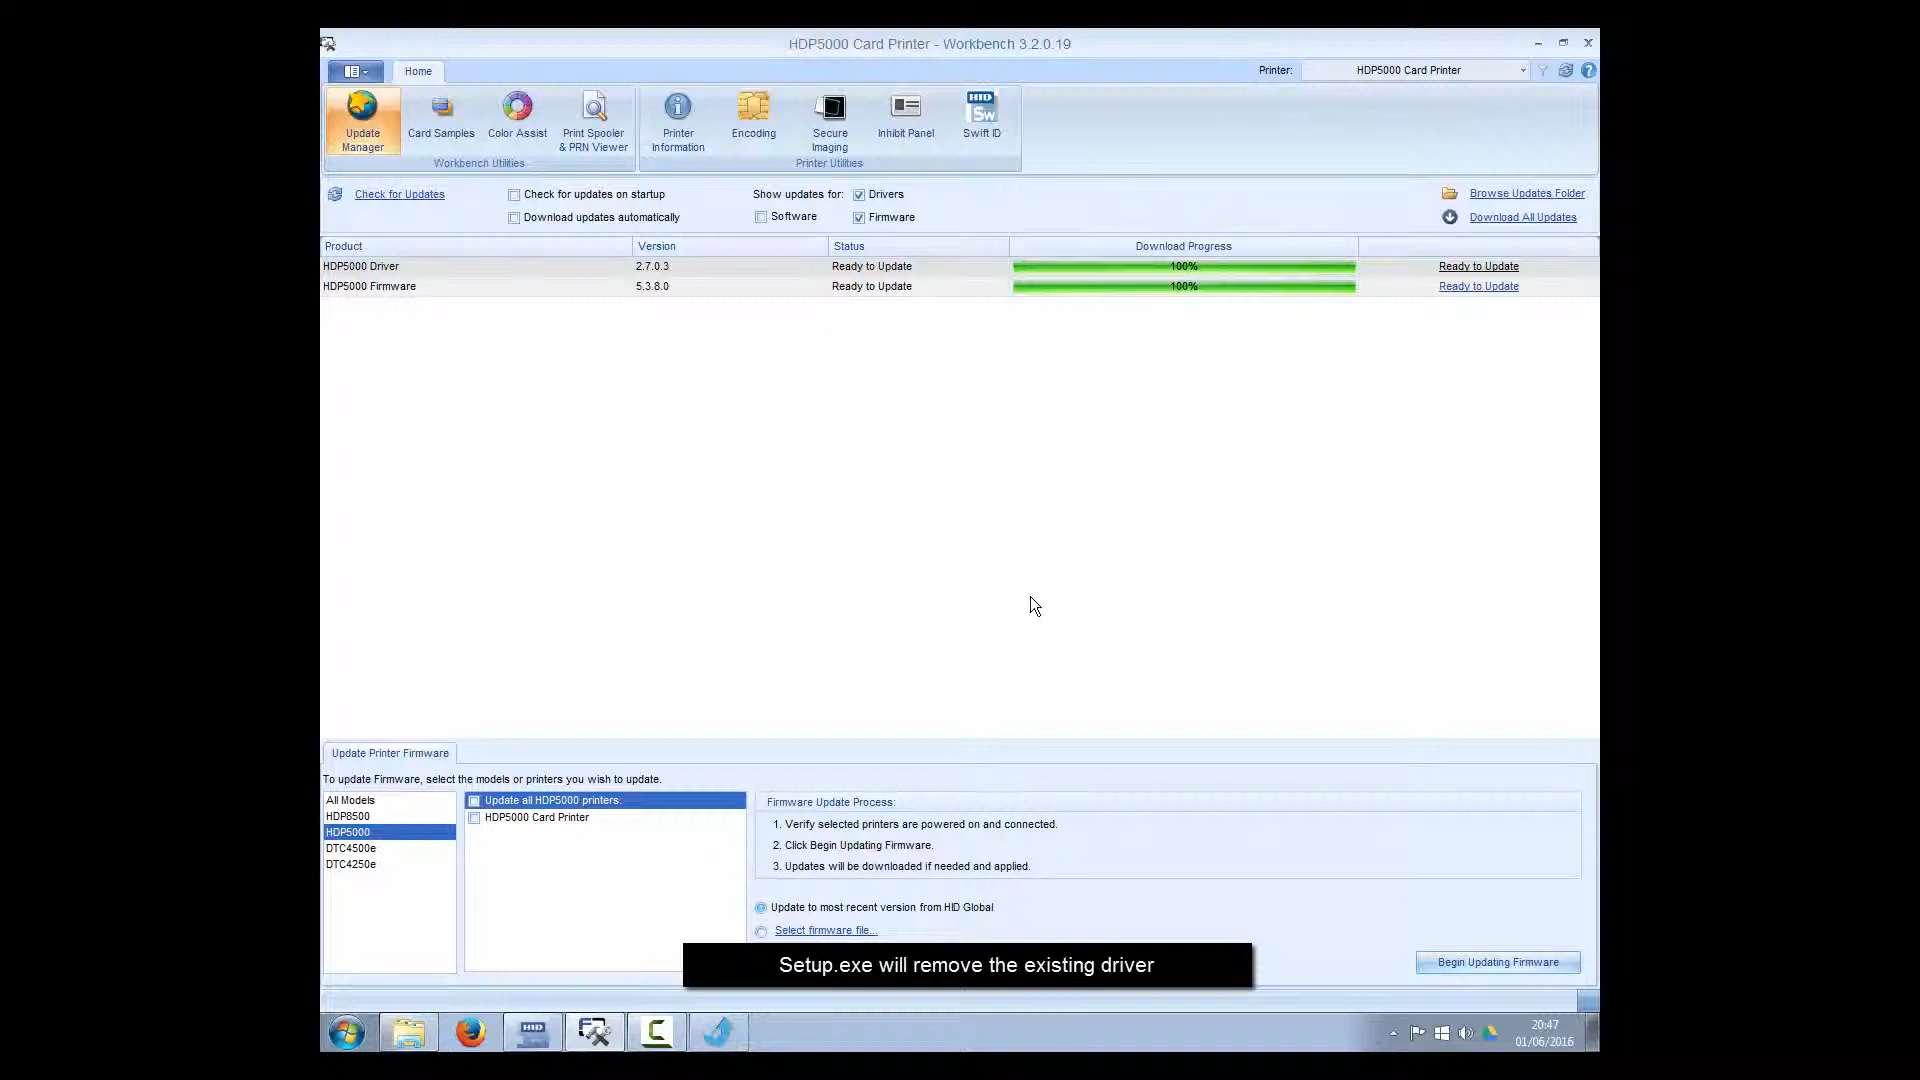 HDP5000 Card Printer - Workbench 3.2.0.19
Home
Printer: HDP5000 Card Printer
Update Manager
Card Samples
Color Assist
Print Spooler & PRN Viewer
Workbench Utilities
Printer Information
Encoding
Secure Imaging
Inhibit Panel
HID Sw
Swift ID
Printer Utilities
Check for Updates
Check for updates on startup
Download updates automatically
Show updates for:
Drivers
Software
Firmware
Browse Updates Folder
Download All Updates
Product Version Status Download Progress
HDP5000 Driver 2.7.0.3 Ready to Update 100% Ready to Update
HDP5000 Firmware 5.3.8.0 Ready to Update 100% Ready to Update
Update Printer Firmware
To update Firmware, select the models or printers you wish to update.
All Models
HDP8500
HDP5000
DTC4500e
DTC4250e
Update all HDP5000 printers.
HDP5000 Card Printer
Firmware Update Process:
1. Verify selected printers are powered on and connected.
2. Click Begin Updating Firmware.
3. Updates will be downloaded if needed and applied.
Update to most recent version from HID Global
Select firmware file...
Begin Updating Firmware
Setup.exe will remove the existing driver
HID
C
20:47
01/06/2016